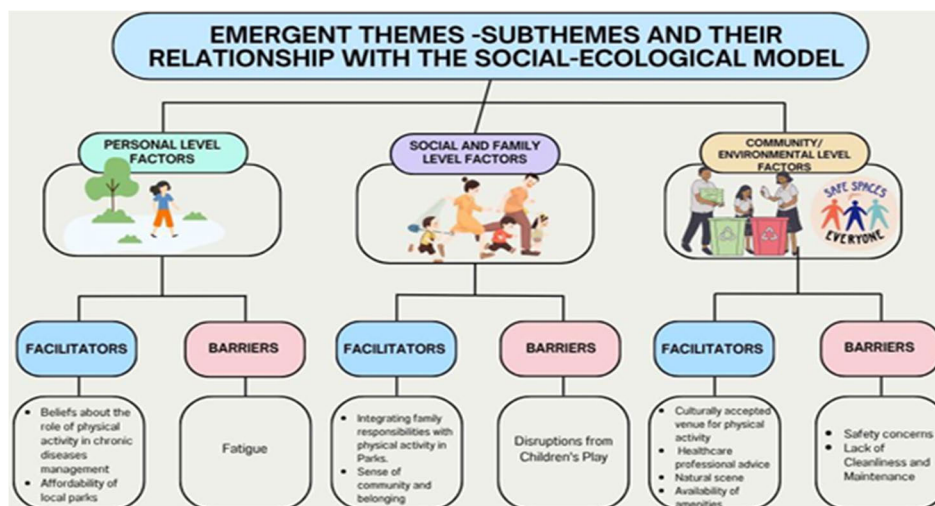 EMERGENT THEMES -SUBTHEMES AND THEIR
RELATIONSHIP WITH THE SOCIAL-ECOLOGICAL MODEL
PERSONAL LEVEL
FACTORS
SOCIAL AND FAMILY
LEVEL FACTORS
COMMUNITY/
ENVIRONMENTAL LEVEL
FACTORS
SAFE SPACES
EVERYONE
FACILITATORS
BARRIERS
FACILITATORS
BARRIERS
FACILITATORS
BARRIERS
• Beliefs about the
role of physical
activity in chronic
diseases
management
• Affordability of
local parks
Fatigue
• Integrating family
responsibilities with
physical activity in
Parks.
• Sense of
community and
belonging
Disruptions from
Children's Play
• Culturally accepted
venue for physical
activity
• Healthcare
professional advice
• Natural scene
• Availability of
amenities
• Safety concerns
• Lack of
Cleanliness and
Maintenance